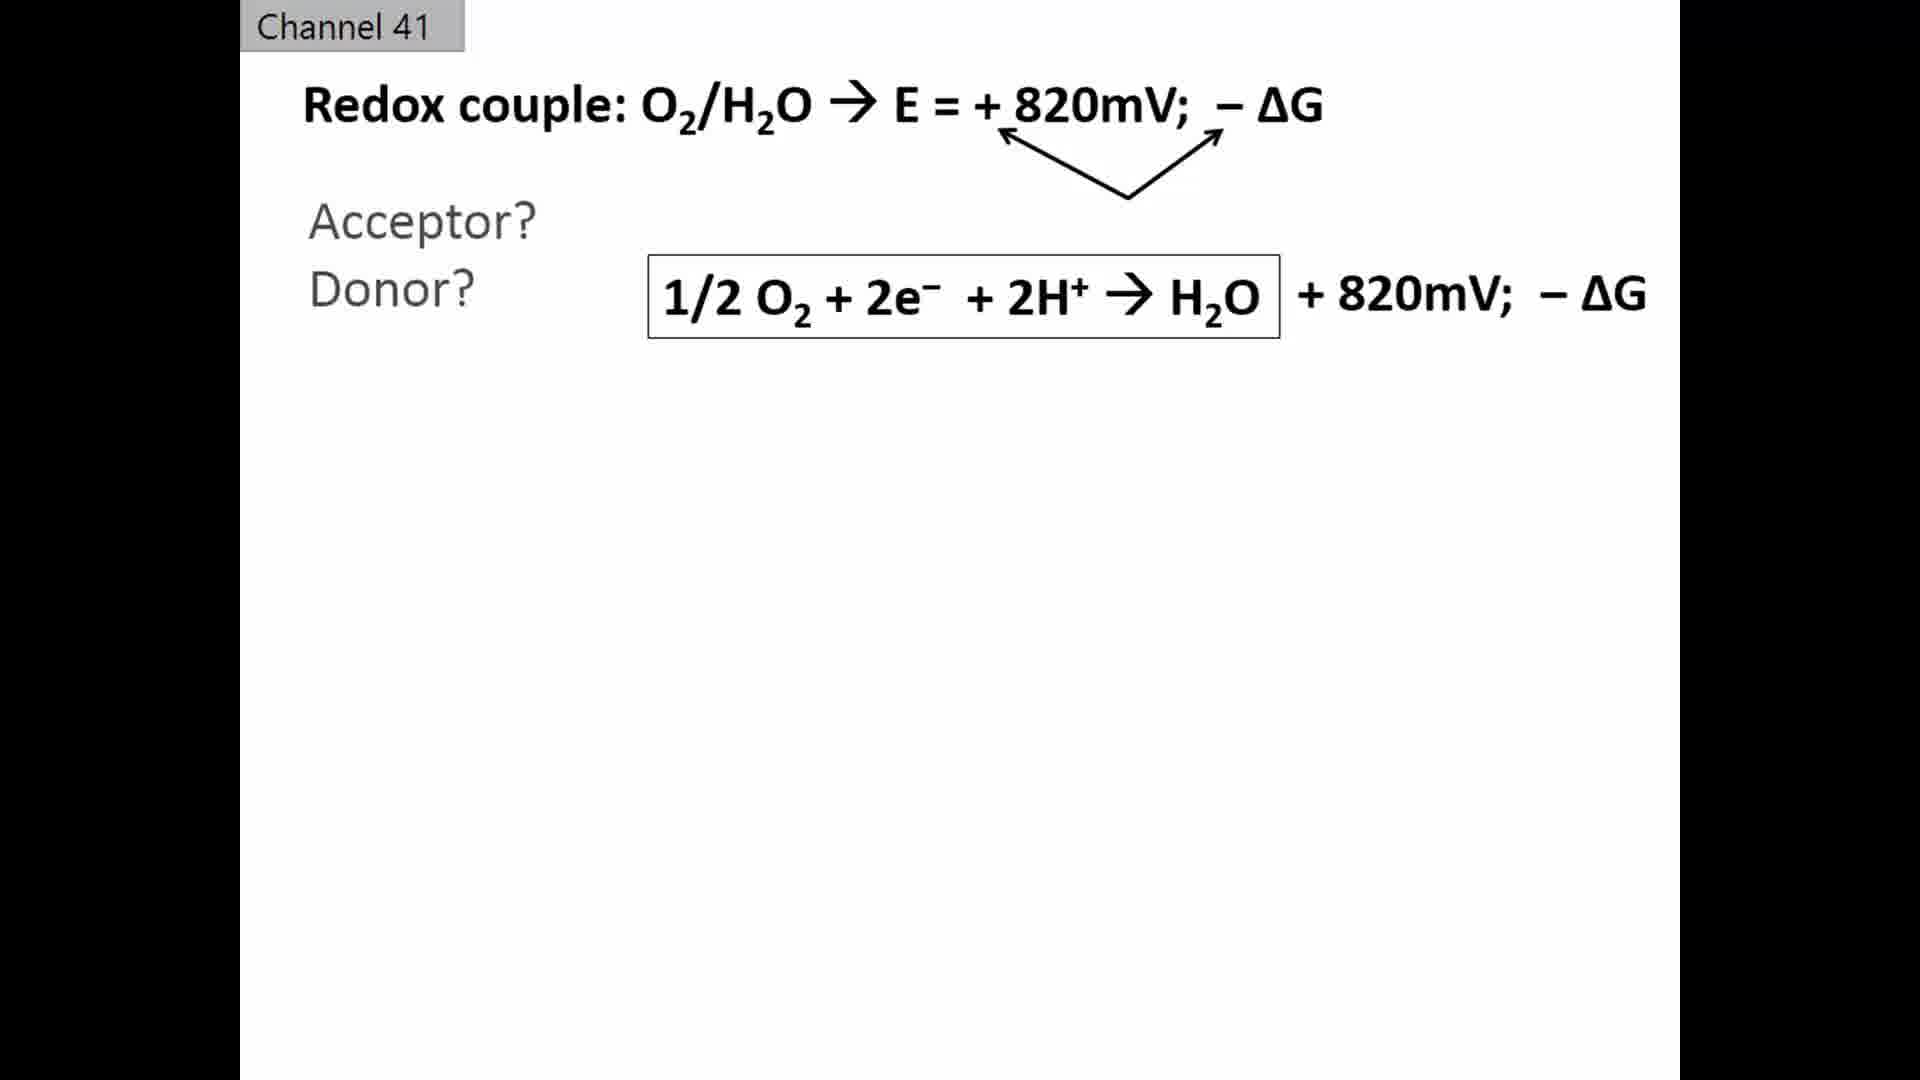 Channel 41
Redox couple: O₂/H₂O → E = + 820mV; – ΔG
Acceptor?
Donor?
1/2 O₂ + 2e⁻ + 2H⁺ → H₂O + 820mV; – ΔG